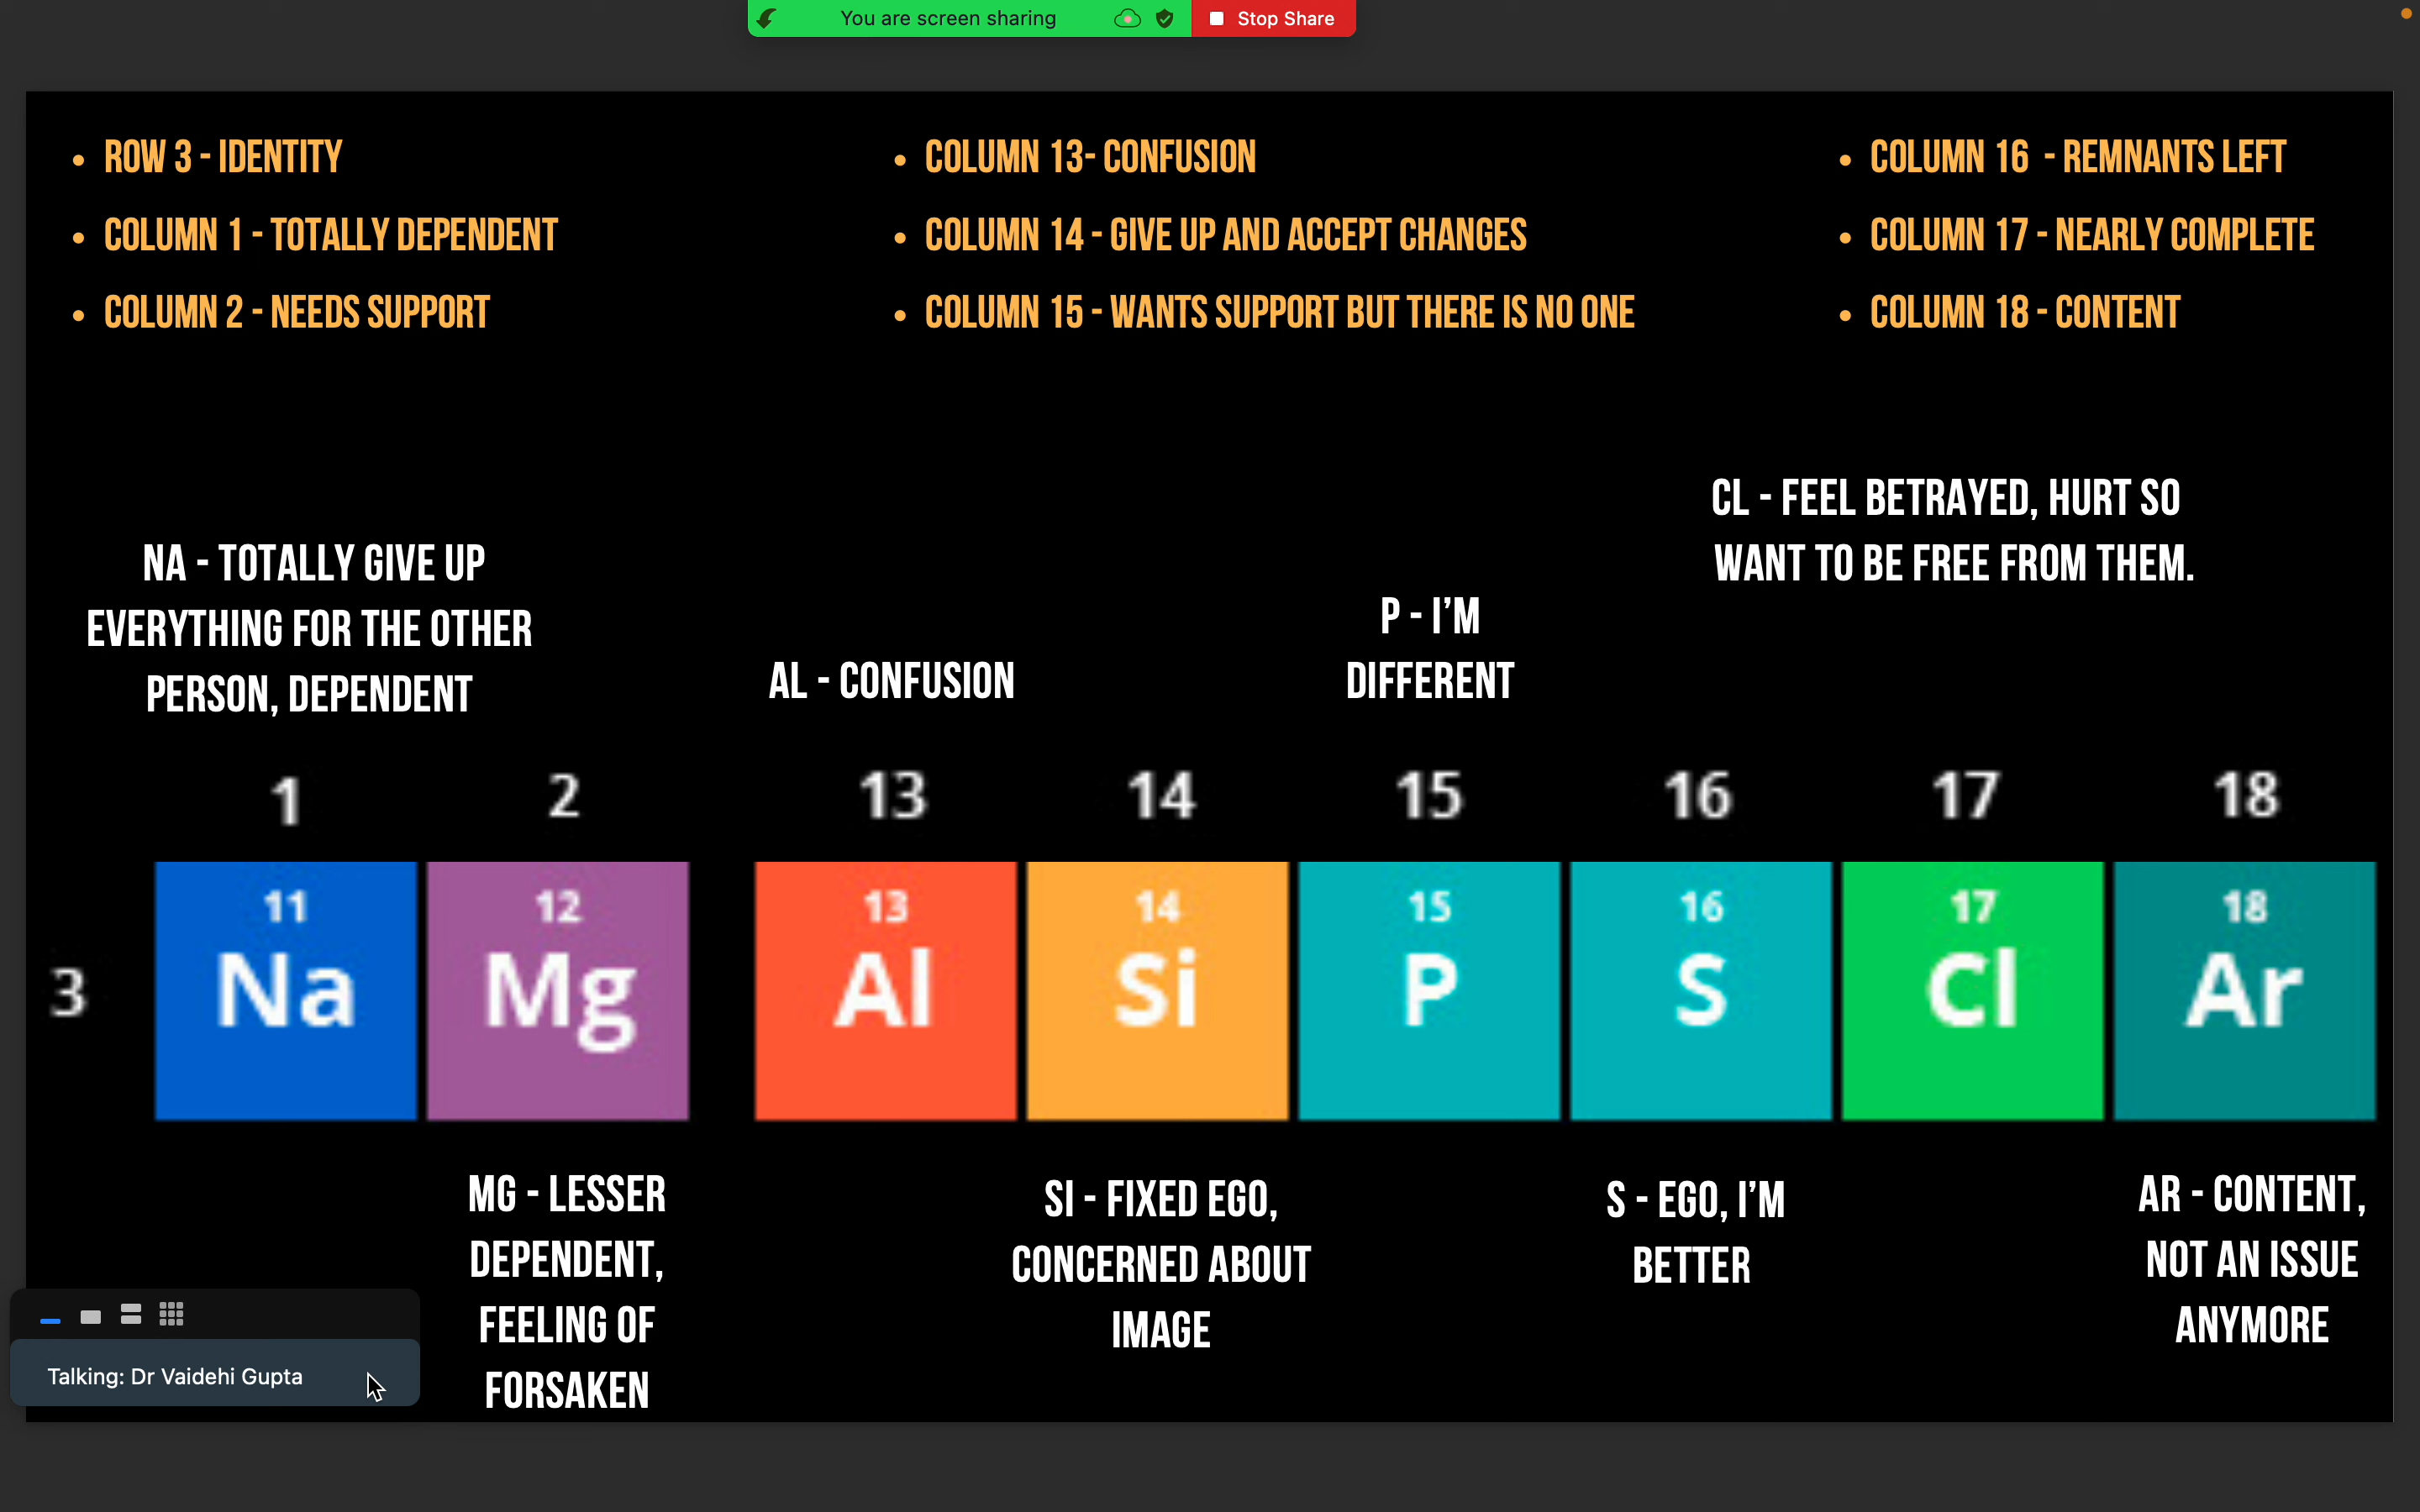 You are screen sharing
Stop Share
ROW 3 - IDENTITY
COLUMN 1 - TOTALLY DEPENDENT
COLUMN 2 - NEEDS SUPPORT
COLUMN 13- CONFUSION
COLUMN 14 - GIVE UP AND ACCEPT CHANGES
COLUMN 15 - WANTS SUPPORT BUT THERE IS NO ONE
COLUMN 16 - REMNANTS LEFT
COLUMN 17 - NEARLY COMPLETE
COLUMN 18 - CONTENT
NA - TOTALLY GIVE UP
EVERYTHING FOR THE OTHER
PERSON, DEPENDENT
AL - CONFUSION
P - I'M
DIFFERENT
CL - FEEL BETRAYED, HURT SO
WANT TO BE FREE FROM THEM.
1 2 13 14 15 16 17 18
11 12 13 14 15 16 17 18
3 Na Mg Al Si P S Cl Ar
MG - LESSER
DEPENDENT,
FEELING OF
FORSAKEN
SI - FIXED EGO,
CONCERNED ABOUT
IMAGE
S - EGO, I'M
BETTER
AR - CONTENT,
NOT AN ISSUE
ANYMORE
Talking: Dr Vaidehi Gupta